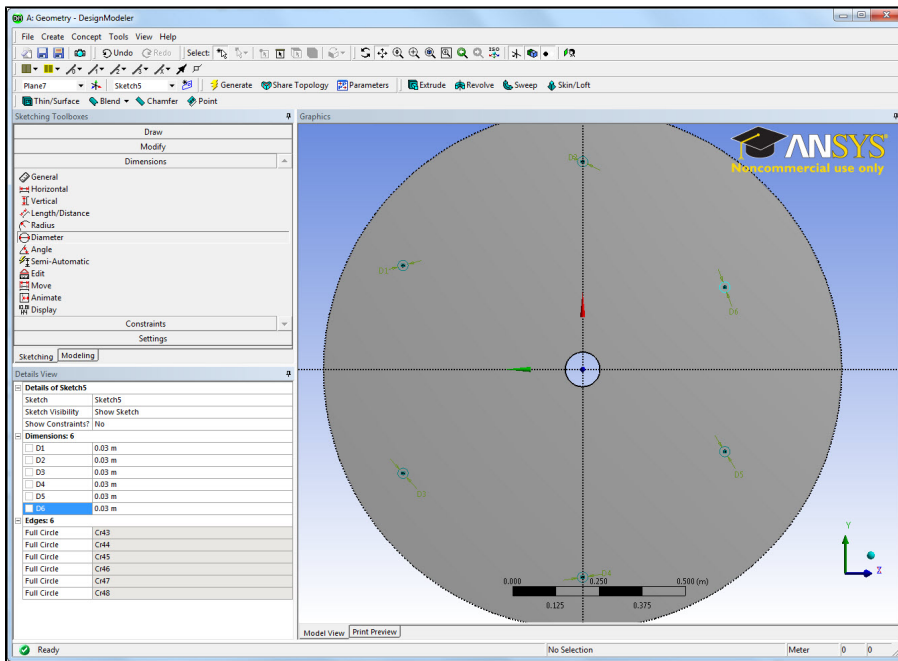 A: Geometry - DesignModeler
File Create Concept Tools View Help
Undo Redo Select: ISO
Plane7 Sketch5 Generate Share Topology Parameters Extrude Revolve Sweep Skin/Loft
Thin/Surface Blend Chamfer Point
Sketching Toolboxes
Draw
Modify
Dimensions
General
Horizontal
Vertical
Length/Distance
Radius
Diameter
Angle
Semi-Automatic
Edit
Move
Animate
Display
Constraints
Settings
Sketching Modeling
Details View
Details of Sketch5
Sketch Sketch5
Sketch Visibility Show Sketch
Show Constraints? No
Dimensions: 6
D1 0.03 m
D2 0.03 m
D3 0.03 m
D4 0.03 m
D5 0.03 m
D6 0.03 m
Edges: 6
Full Circle Cr43
Full Circle Cr44
Full Circle Cr45
Full Circle Cr46
Full Circle Cr47
Full Circle Cr48
Graphics
ANSYS
Noncommercial use only
D3
D1
D6
D5
D2
D4
0.000 0.250 0.500 (m)
0.125 0.375
Y
Z
Model View Print Preview
Ready No Selection Meter 0 0